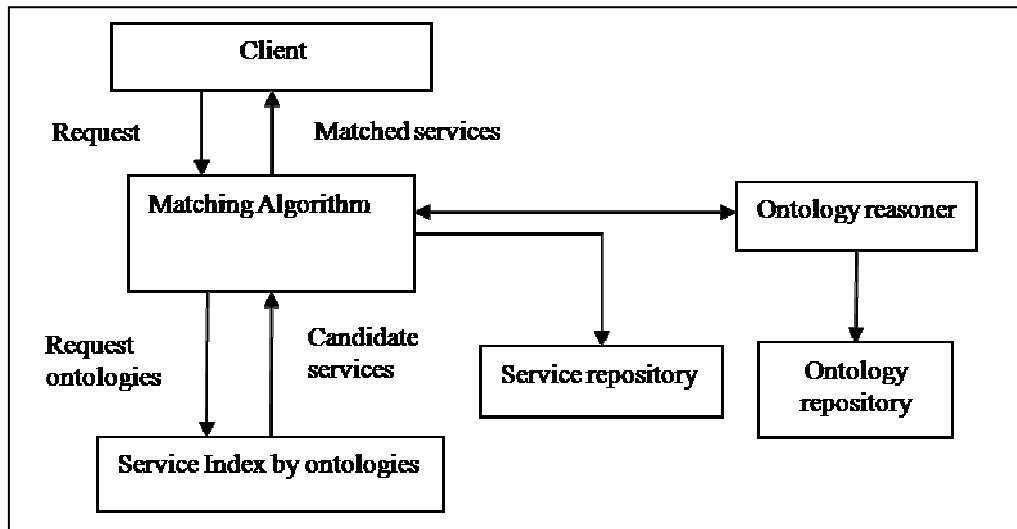 Client
Request
Matched services
Matching Algorithm
Ontology reasoner
Request
ontologies
Candidate
services
Service repository
Ontology
repository
Service Index by ontologies